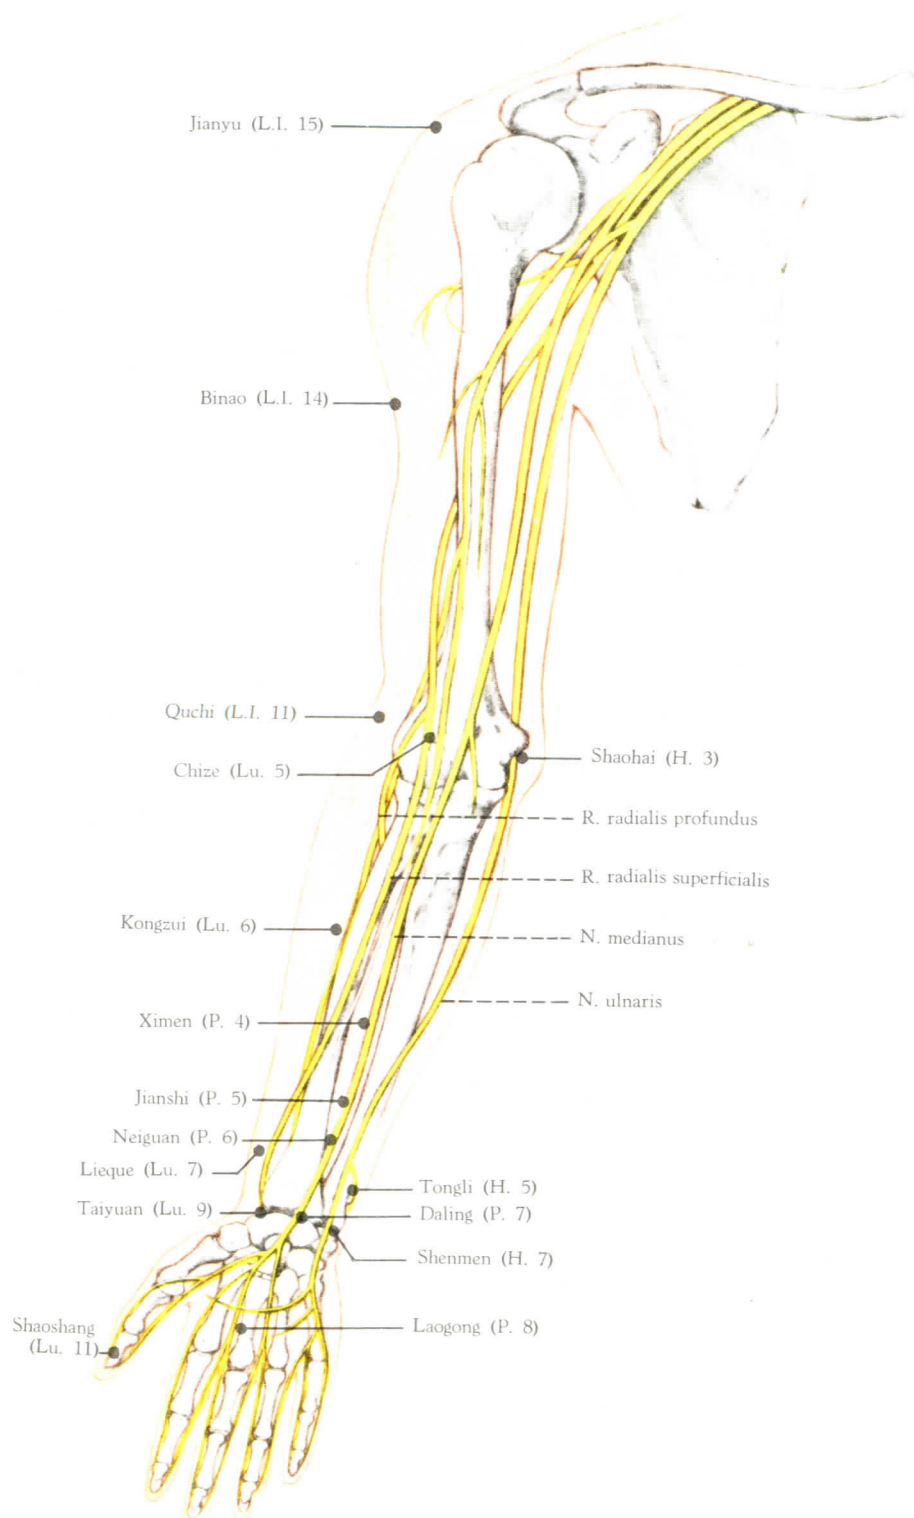 Jianyu (L.I. 15)
Binao (L.I. 14)
Quchi (L.I. 11)
Chize (Lu. 5)
Shaohai (H. 3)
R. radialis profundus
R. radialis superficialis
Kongzui (Lu. 6)
N. medianus
N. ulnaris
Ximen (P. 4)
Jianshi (P. 5)
Neiguan (P. 6)
Lieque (Lu. 7)
Tongli (H. 5)
Taiyuan (Lu. 9)
Daling (P. 7)
Shenmen (H. 7)
Shaoshang
(Lu. 11)
Laogong (P. 8)